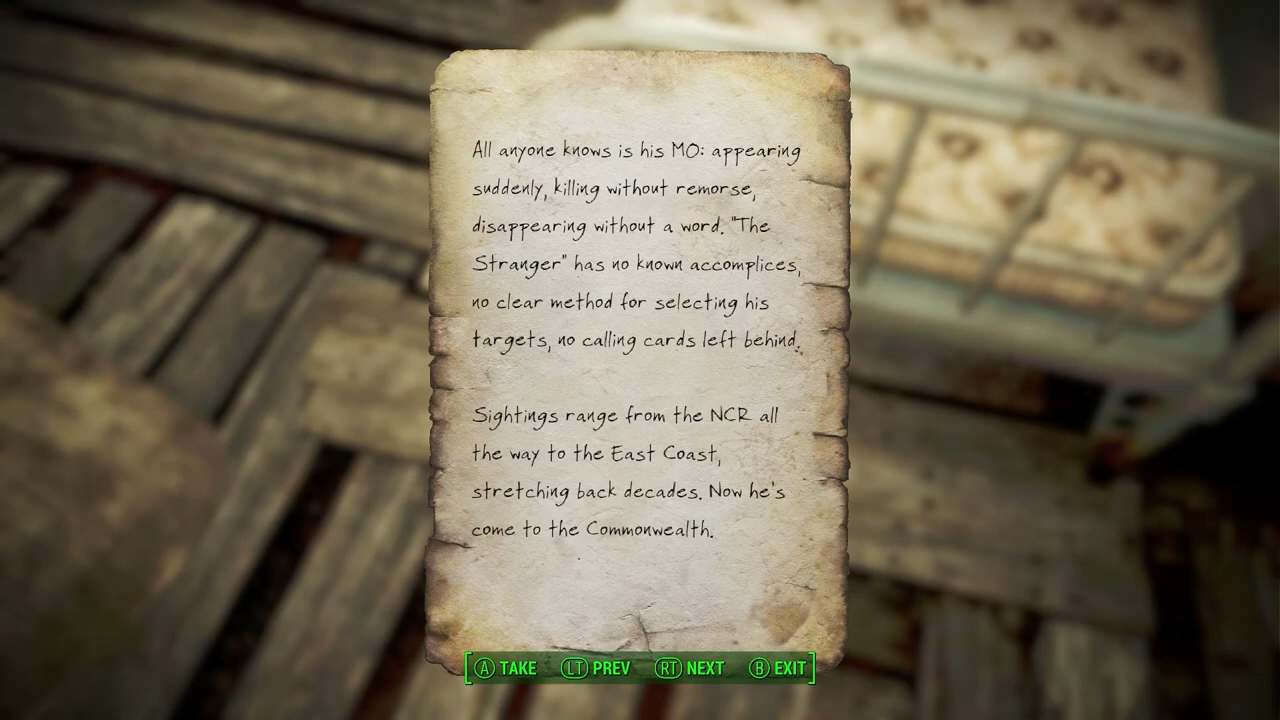 All anyone knows is his MO: appearing
suddenly, killing without remorse,
disappearing without a word. "The
Stranger" has no known accomplices,
no clear method for selecting his
targets, no calling cards left behind.
Sightings range from the NCR all
the way to the East Coast,
stretching back decades. Now he's
come to the Commonwealth.
A) TAKE LT) PREV RT) NEXT B) EXIT